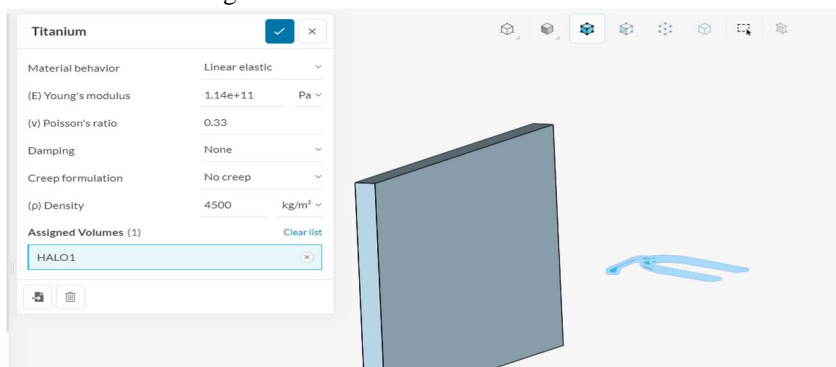 Titanium
Material behavior Linear elastic
(E) Young's modulus 1.14e+11 Pa
(v) Poisson's ratio 0.33
Damping None
Creep formulation No creep
(ρ) Density 4500 kg/m³
Assigned Volumes (1) Clear list
HALO1